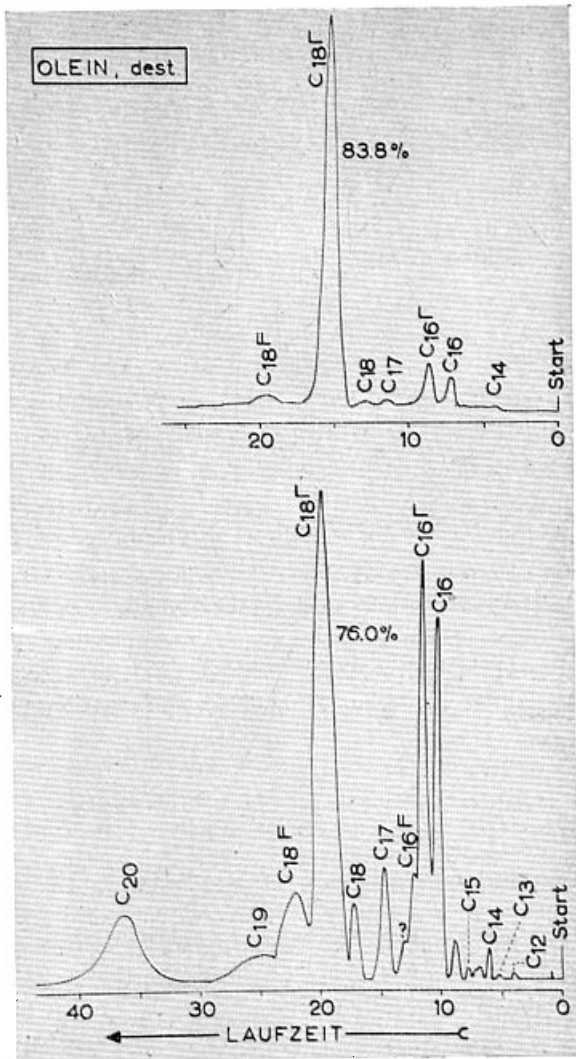 OLEIN, dest.
C18Γ
83.8%
C18F
C18
C17
C16Γ
C16
C14
Start
20
10
0
C18Γ
76.0%
C16Γ
C16
C20
C19
C18F
C18
C17
?
C16F
C15
C14
C13
C12
Start
40
30
20
10
0
LAUFZEIT